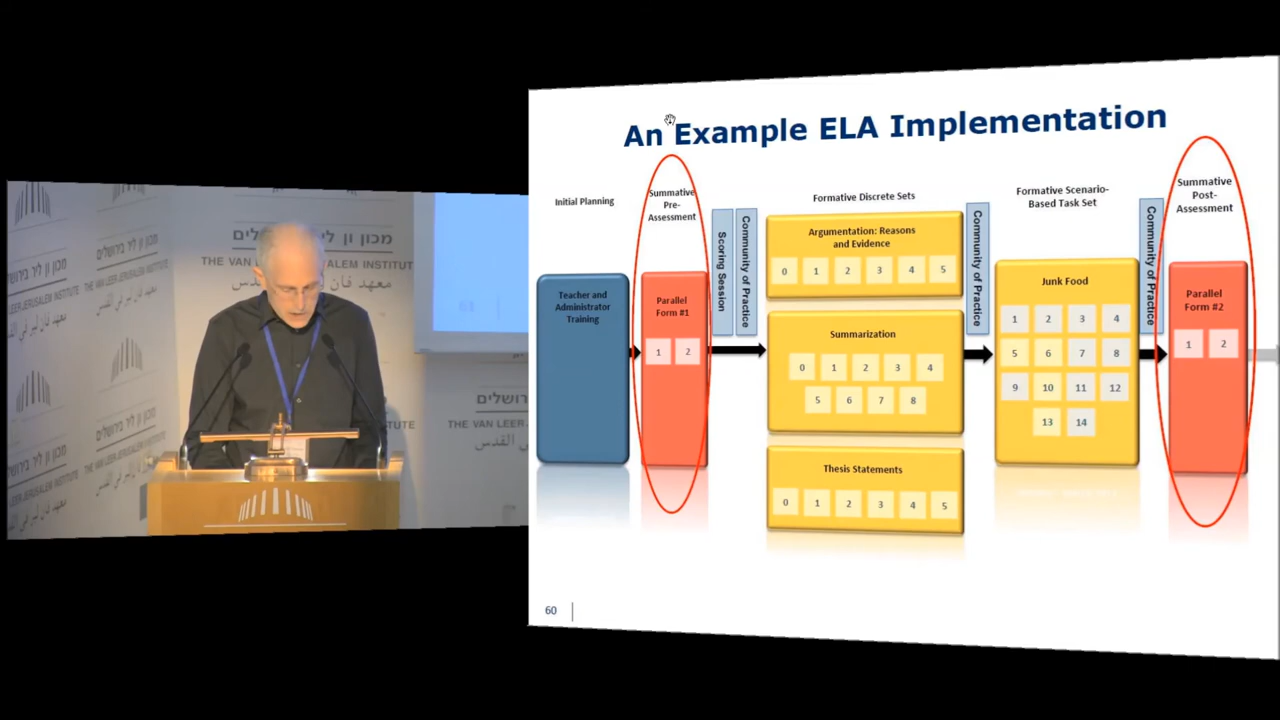 An Example ELA Implementation
Initial Planning
Summative
Pre-
Assessment
Formative Discrete Sets
Formative Scenario-
Based Task Set
Summative
Post-
Assessment
Teacher and
Administrator
Training
Parallel
Form #1
1 2
Scoring Session
Community of Practice
Argumentation: Reasons
and Evidence
0 1 2 3 4 5
Summarization
0 1 2 3 4
5 6 7 8
Thesis Statements
0 1 2 3 4 5
Community of Practice
Junk Food
1 2 3 4
5 6 7 8
9 10 11 12
13 14
Community of Practice
Parallel
Form #2
1 2
60
מכון ון ליר בירושלים
THE VAN LEER JERUSALEM INSTITUTE
معهد فان لير في القدس